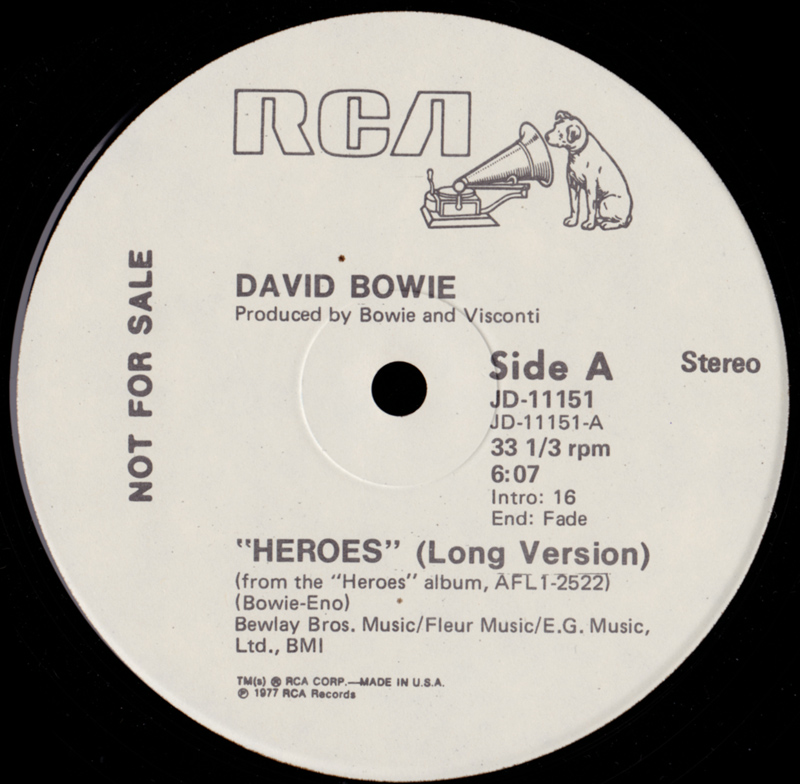 RCA
NOT FOR SALE
DAVID BOWIE
Produced by Bowie and Visconti
Side A
Stereo
JD-11151
JD-11151-A
33 1/3 rpm
6:07
Intro: 16
End: Fade
"HEROES" (Long Version)
(from the "Heroes" album, AFL1-2522)
(Bowie-Eno)
Bewlay Bros. Music/Fleur Music/E.G. Music,
Ltd., BMI
TM(s) ® RCA CORP.—MADE IN U.S.A.
℗ 1977 RCA Records